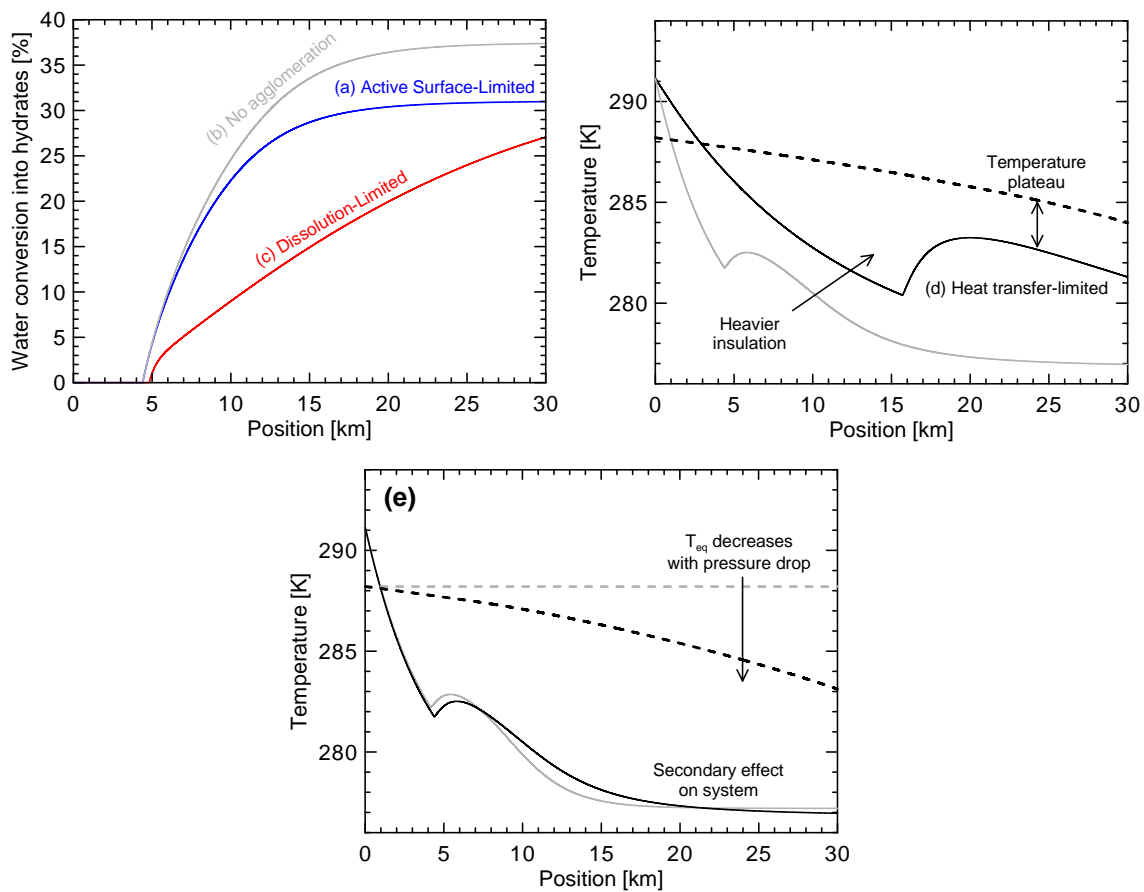 Water conversion into hydrates [%]
40
35
30
25
20
15
10
5
0
(b) No agglomeration
(a) Active Surface-Limited
(c) Dissolution-Limited
0 5 10 15 20 25 30
Position [km]
Temperature [K]
290
285
280
Temperature
plateau
(d) Heat transfer-limited
Heavier
insulation
0 5 10 15 20 25 30
Position [km]
(e)
Temperature [K]
290
285
280
Teq decreases
with pressure drop
Secondary effect
on system
0 5 10 15 20 25 30
Position [km]